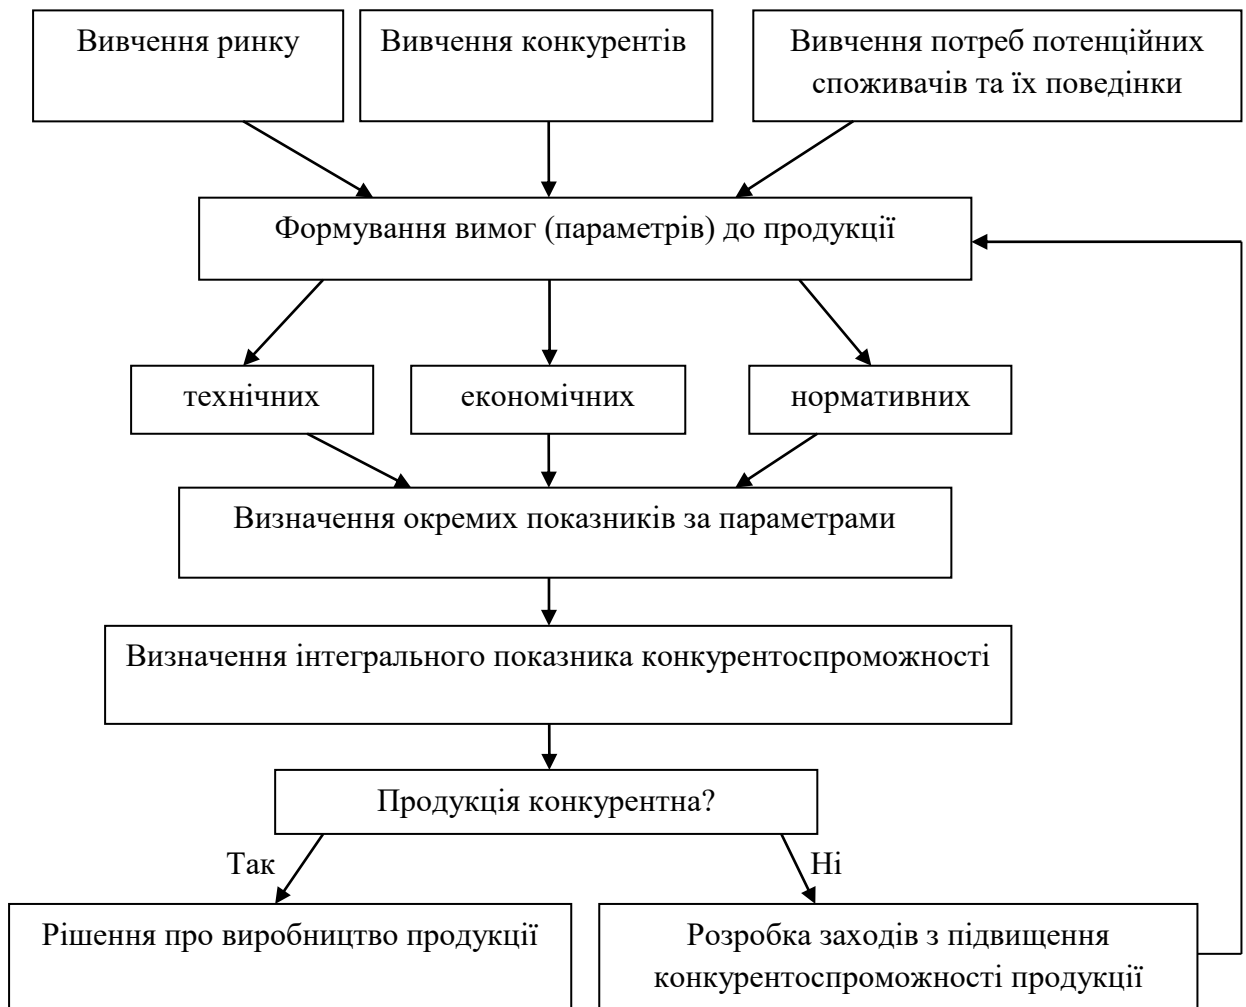 Вивчення ринку
Вивчення конкурентів
Вивчення потреб потенційних
споживачів та їх поведінки
Формування вимог (параметрів) до продукції
технічних
економічних
нормативних
Визначення окремих показників за параметрами
Визначення інтегрального показника конкурентоспроможності
Продукція конкурентна?
Так
Ні
Рішення про виробництво продукції
Розробка заходів з підвищення
конкурентоспроможності продукції